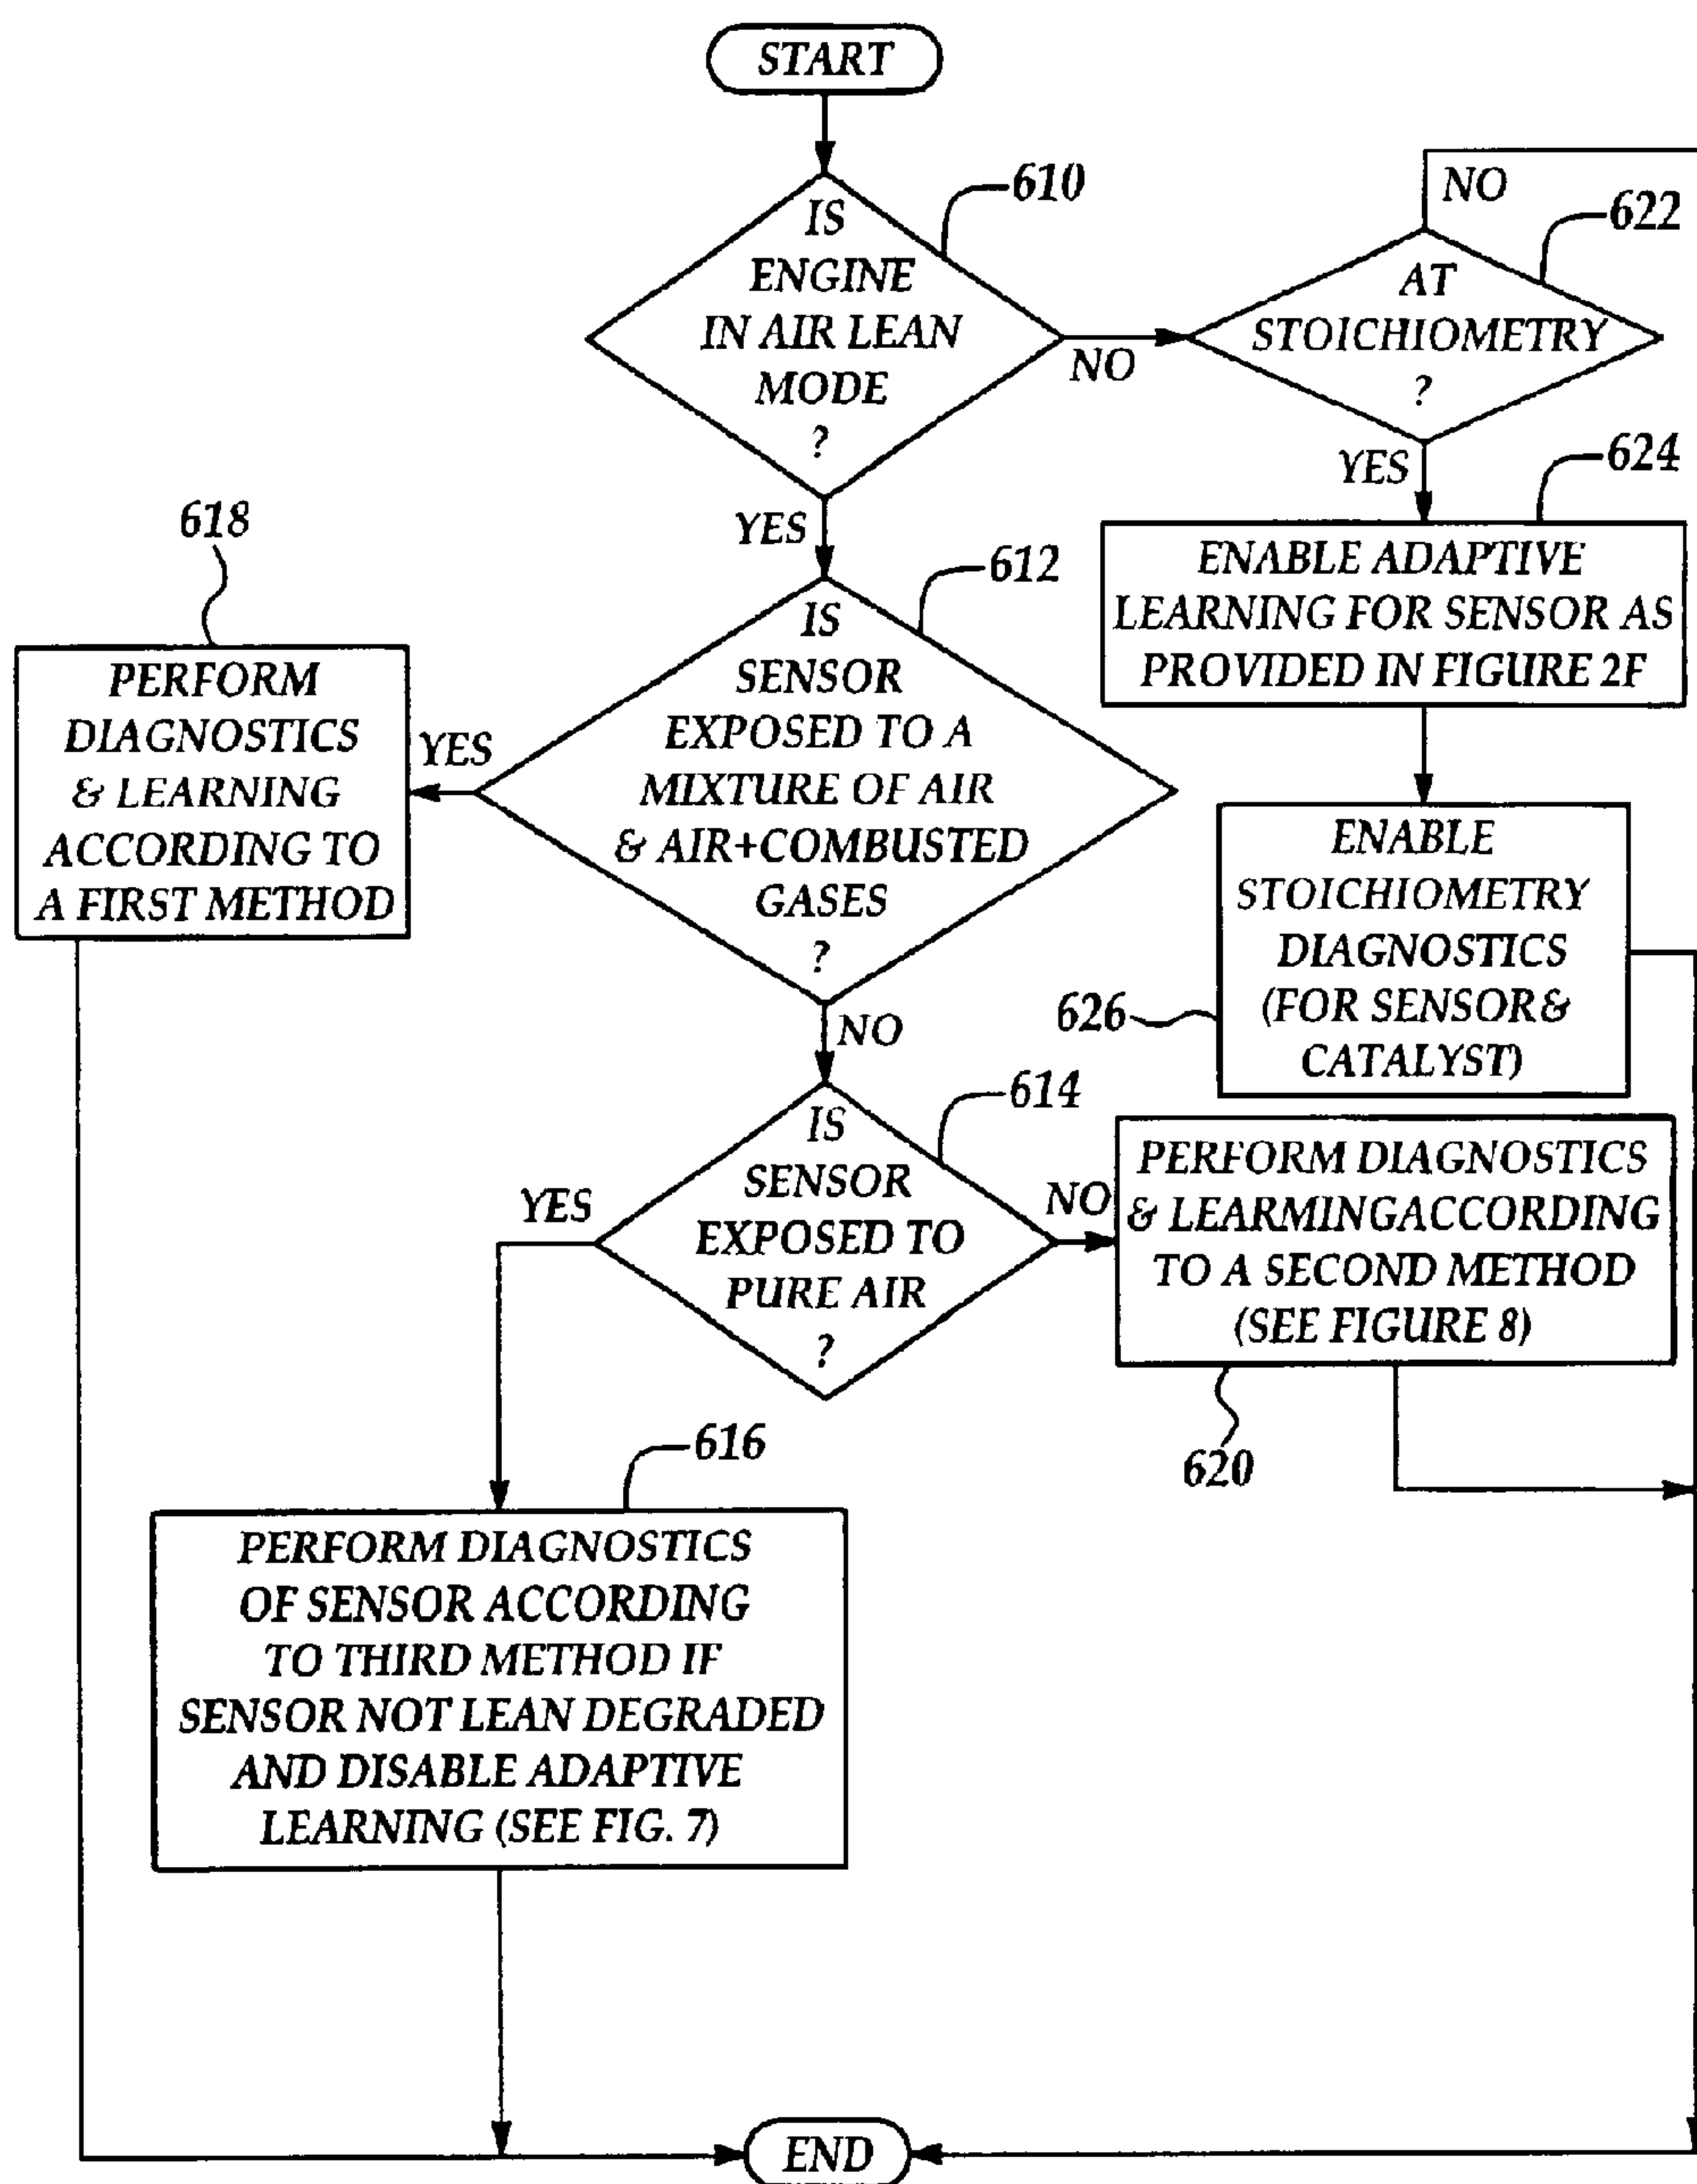 START
610
IS
ENGINE
IN AIR LEAN
MODE
?
NO
YES
NO
622
AT
STOICHIOMETRY
?
YES
624
ENABLE ADAPTIVE
LEARNING FOR SENSOR AS
PROVIDED IN FIGURE 2F
618
PERFORM
DIAGNOSTICS
& LEARNING
ACCORDING TO
A FIRST METHOD
YES
612
IS
SENSOR
EXPOSED TO A
MIXTURE OF AIR
& AIR+COMBUSTED
GASES
?
NO
626
ENABLE
STOICHIOMETRY
DIAGNOSTICS
(FOR SENSOR&
CATALYST)
614
IS
SENSOR
EXPOSED TO
PURE AIR
?
YES
NO
PERFORM DIAGNOSTICS
& LEARMINGACCORDING
TO A SECOND METHOD
(SEE FIGURE 8)
620
616
PERFORM DIAGNOSTICS
OF SENSOR ACCORDING
TO THIRD METHOD IF
SENSOR NOT LEAN DEGRADED
AND DISABLE ADAPTIVE
LEARNING (SEE FIG. 7)
END